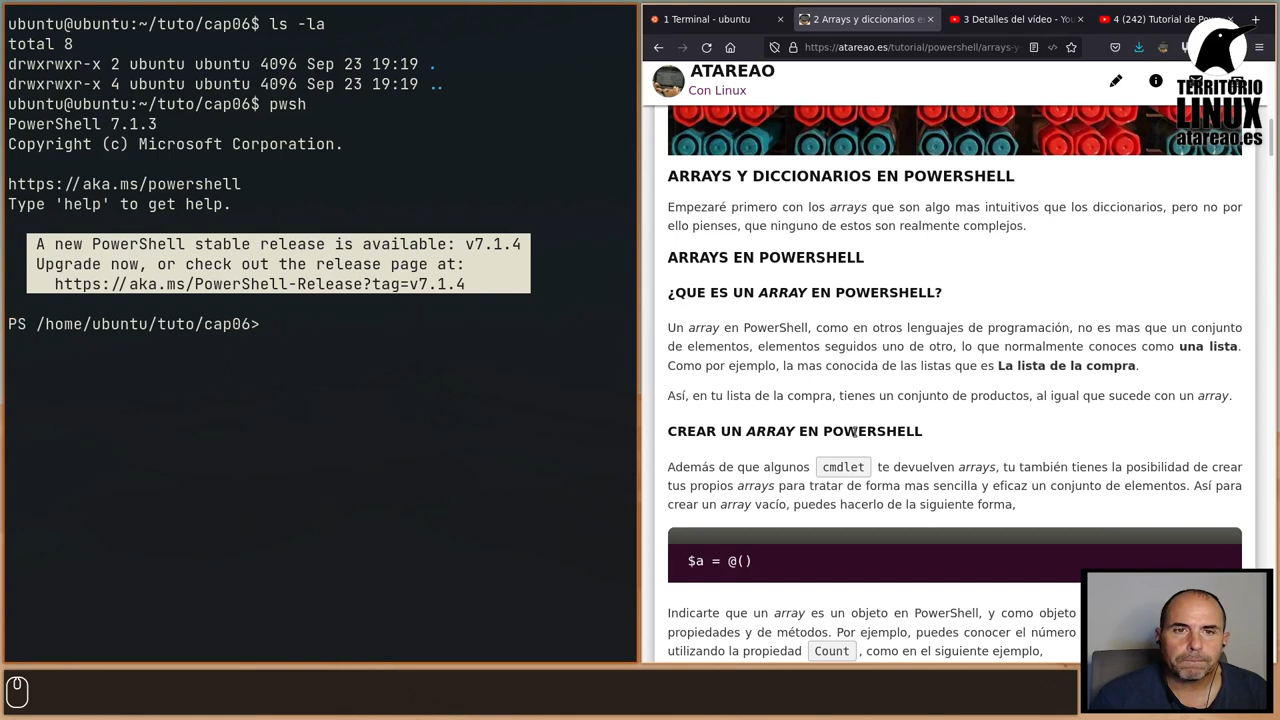 ubuntu@ubuntu:~/tuto/cap06$ ls -la
total 8
drwxrwxr-x 2 ubuntu ubuntu 4096 Sep 23 19:19 .
drwxrwxr-x 4 ubuntu ubuntu 4096 Sep 23 19:19 ..
ubuntu@ubuntu:~/tuto/cap06$ pwsh
PowerShell 7.1.3
Copyright (c) Microsoft Corporation.
https://aka.ms/powershell
Type 'help' to get help.
A new PowerShell stable release is available: v7.1.4
Upgrade now, or check out the release page at:
https://aka.ms/PowerShell-Release?tag=v7.1.4
PS /home/ubuntu/tuto/cap06>
1 Terminal - ubuntu
2 Arrays y diccionarios e
3 Detalles del vídeo - You
4 (242) Tutorial de Po
https://atareao.es/tutorial/powershell/arrays-y
ATAREAO
Con Linux
TERRITORIO
LINUX
atareao.es
ARRAYS Y DICCIONARIOS EN POWERSHELL
Empezaré primero con los arrays que son algo mas intuitivos que los diccionarios, pero no por
ello pienses, que ninguno de estos son realmente complejos.
ARRAYS EN POWERSHELL
¿QUE ES UN ARRAY EN POWERSHELL?
Un array en PowerShell, como en otros lenguajes de programación, no es mas que un conjunto
de elementos, elementos seguidos uno de otro, lo que normalmente conoces como una lista.
Como por ejemplo, la mas conocida de las listas que es La lista de la compra.
Así, en tu lista de la compra, tienes un conjunto de productos, al igual que sucede con un array.
CREAR UN ARRAY EN POWERSHELL
Además de que algunos cmdlet te devuelven arrays, tu también tienes la posibilidad de crear
tus propios arrays para tratar de forma mas sencilla y eficaz un conjunto de elementos. Así para
crear un array vacío, puedes hacerlo de la siguiente forma,
$a = @()
Indicarte que un array es un objeto en PowerShell, y como objeto
propiedades y de métodos. Por ejemplo, puedes conocer el número
utilizando la propiedad Count, como en el siguiente ejemplo,